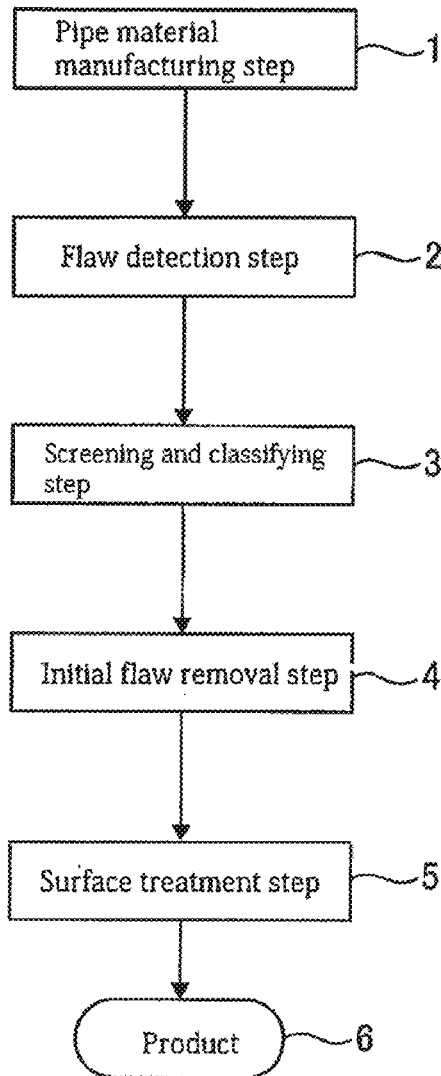 Pipe material
manufacturing step
1
Flaw detection step
2
Screening and classifying
step
3
Initial flaw removal step
4
Surface treatment step
5
Product
6